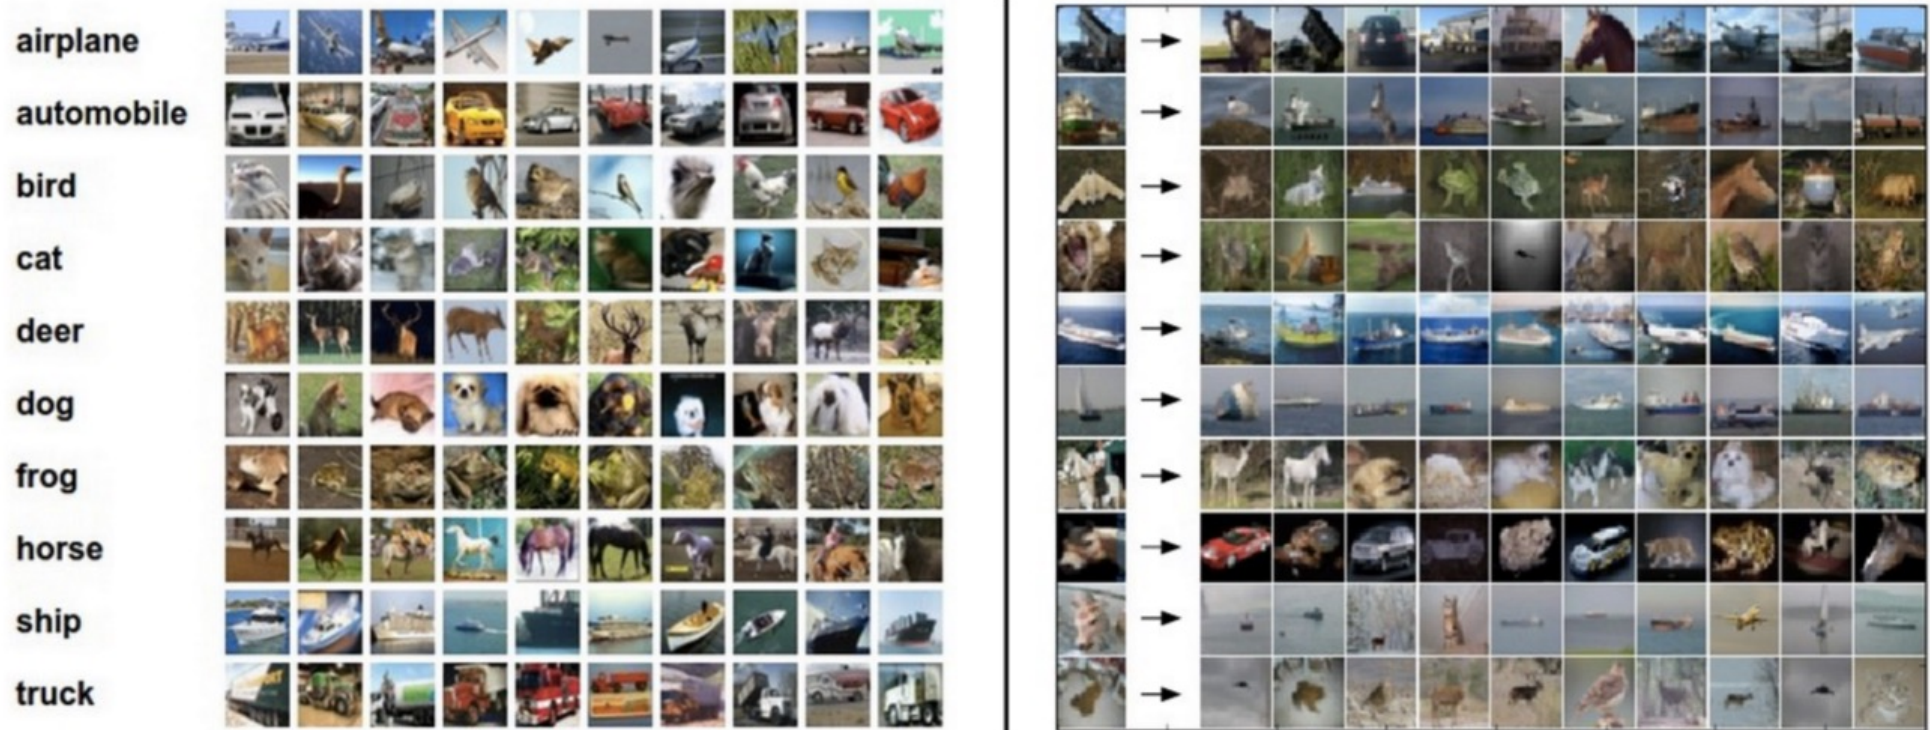 airplane
automobile
bird
cat
deer
dog
frog
horse
ship
truck